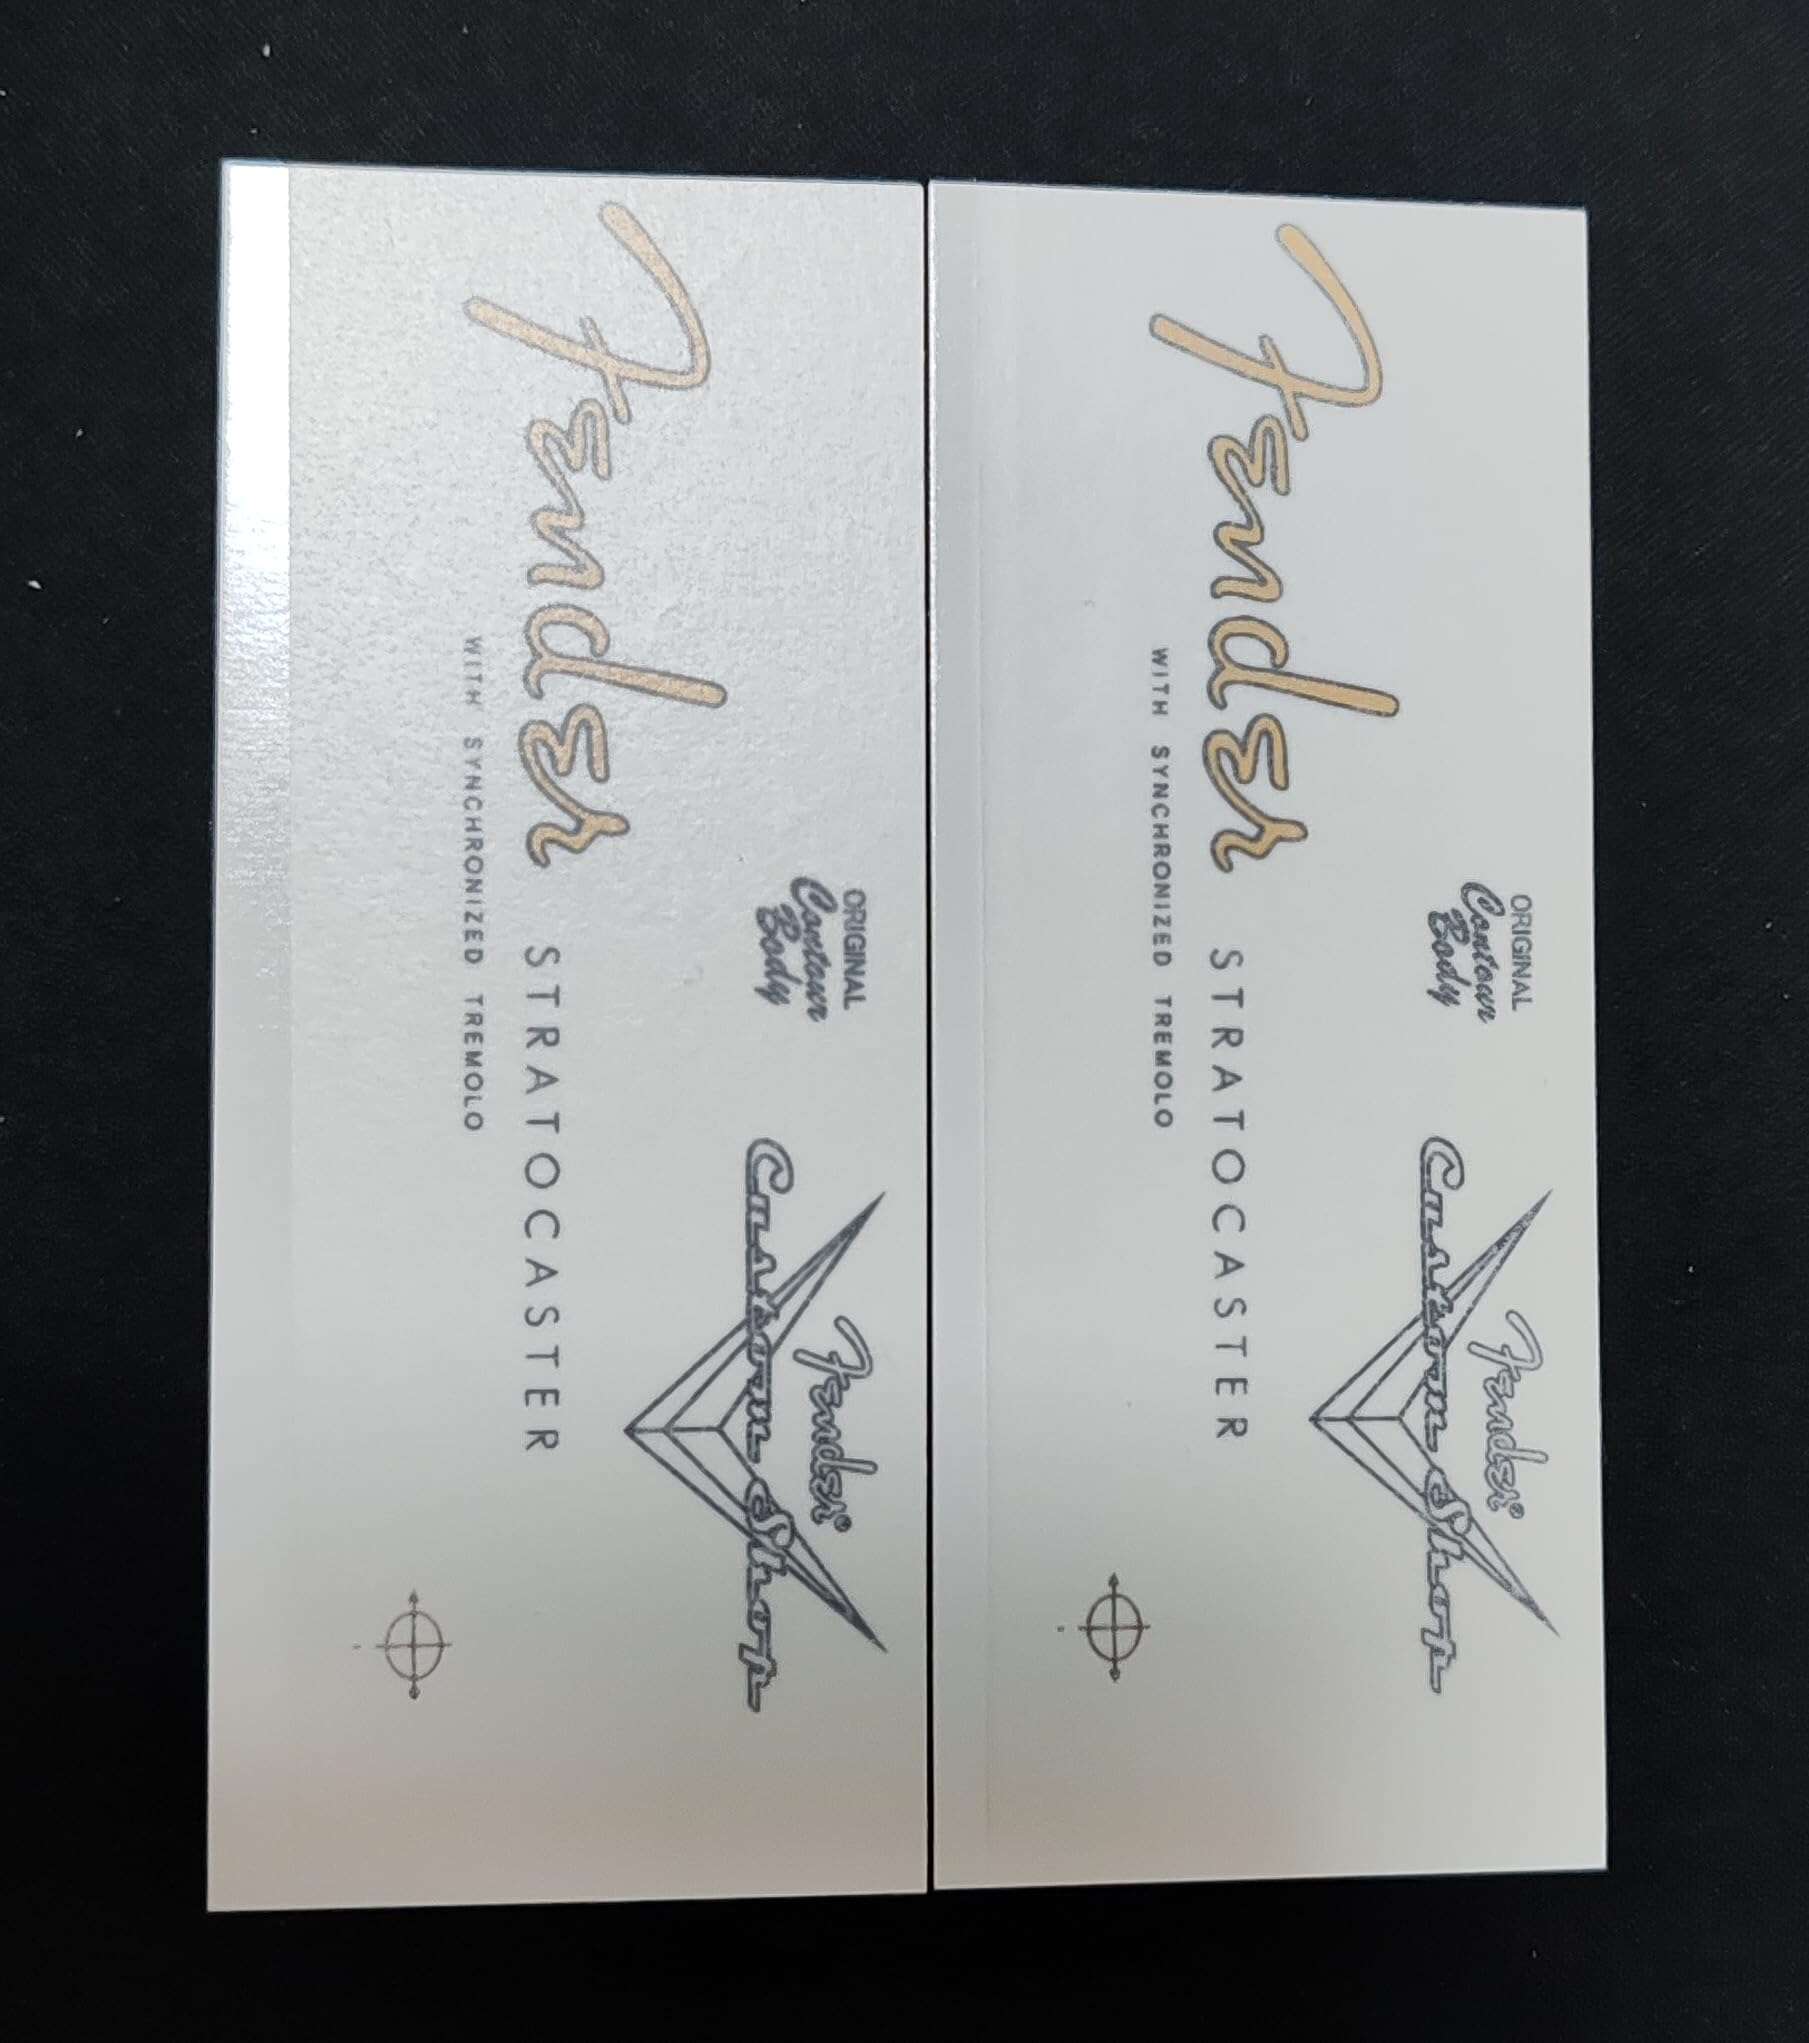 Fender STRATOCASTER
WITH SYNCHRONIZED TREMOLO
ORIGINAL
Contour
Body
Fender®
Custom Shop
Fender STRATOCASTER
WITH SYNCHRONIZED TREMOLO
ORIGINAL
Contour
Body
Fender®
Custom Shop